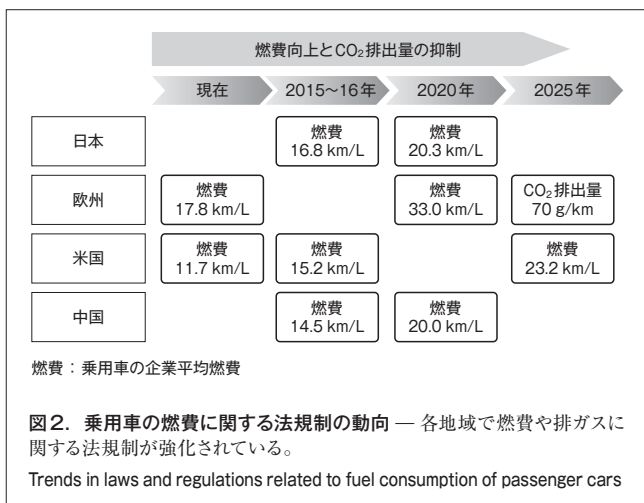 燃費向上とCO₂排出量の抑制
現在 2015～16年 2020年 2025年
日本
燃費
16.8 km/L
燃費
20.3 km/L
欧州
燃費
17.8 km/L
燃費
33.0 km/L
CO₂排出量
70 g/km
米国
燃費
11.7 km/L
燃費
15.2 km/L
燃費
23.2 km/L
中国
燃費
14.5 km/L
燃費
20.0 km/L
燃費：乗用車の企業平均燃費
図2．乗用車の燃費に関する法規制の動向 — 各地域で燃費や排ガスに
関する法規制が強化されている。
Trends in laws and regulations related to fuel consumption of passenger cars